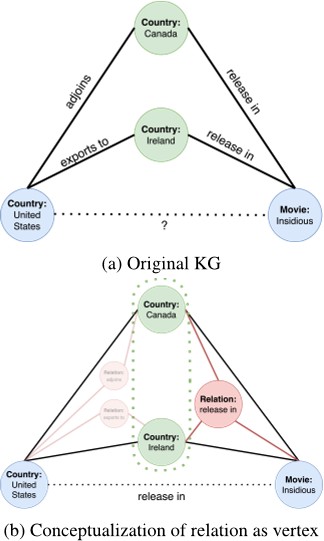 Country:
Canada
adjoins
release in
Country:
Ireland
exports to
release in
Country:
United
States
?
Movie:
Insidious
(a) Original KG
Country:
Canada
Relation:
adjoins
Relation:
exports to
Relation:
release in
Country:
Ireland
Country:
United
States
release in
Movie:
Insidious
(b) Conceptualization of relation as vertex